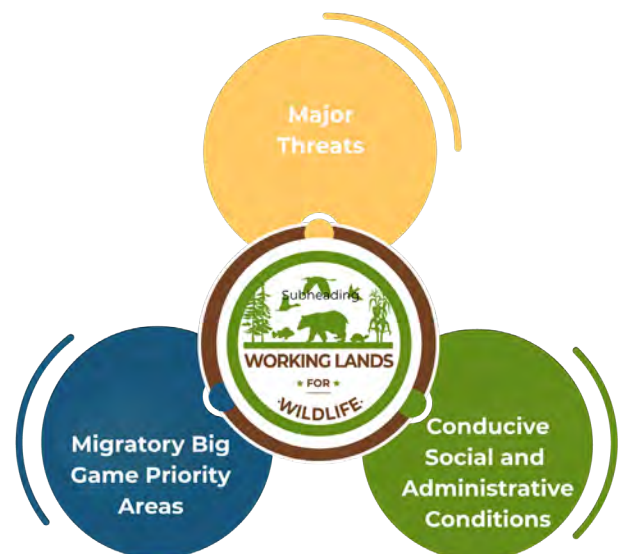 Major
Threats
Subheading
WORKING LANDS
FOR
WILDLIFE
Migratory Big
Game Priority
Areas
Conducive
Social and
Administrative
Conditions